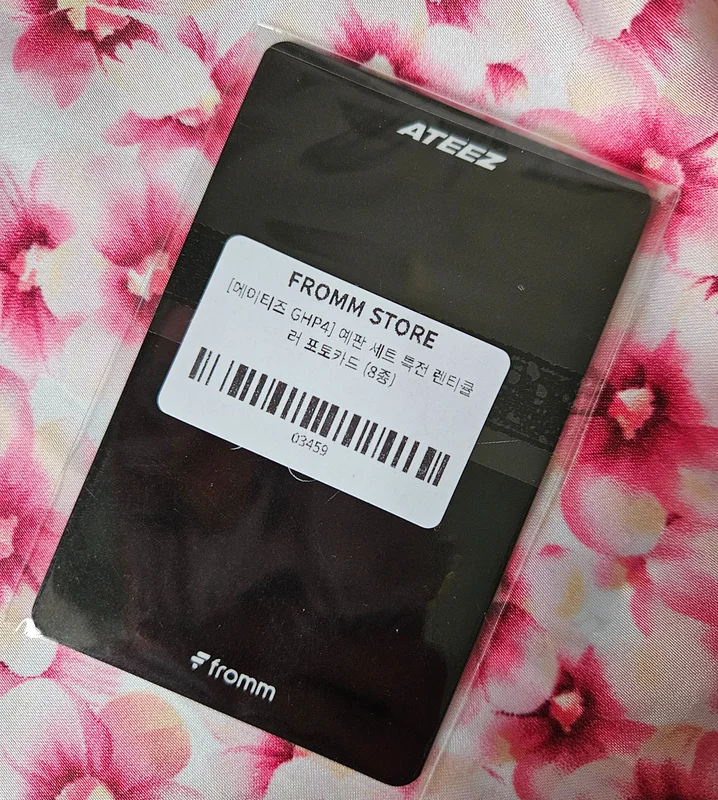 ATEEZ
FROMM STORE
[에이티즈 GHP4] 예판 세트 특전 렌티큘
러 포토카드 (8종)
03459
fromm